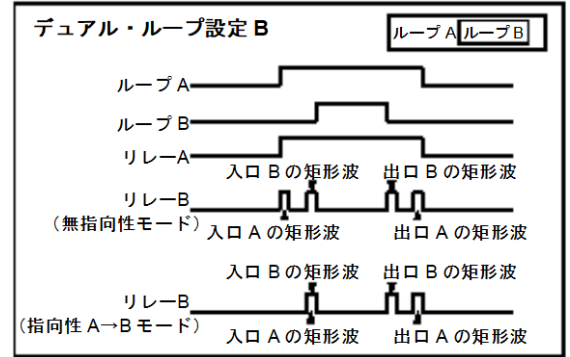 デュアル・ループ設定 B
ループ A ループ B
ループ A
ループ B
リレーA
入口 B の矩形波 出口 B の矩形波
リレーB
(無指向性モード)
入口 A の矩形波 出口 A の矩形波
入口 B の矩形波 出口 B の矩形波
リレーB
(指向性 A→B モード)
入口 A の矩形波 出口 A の矩形波